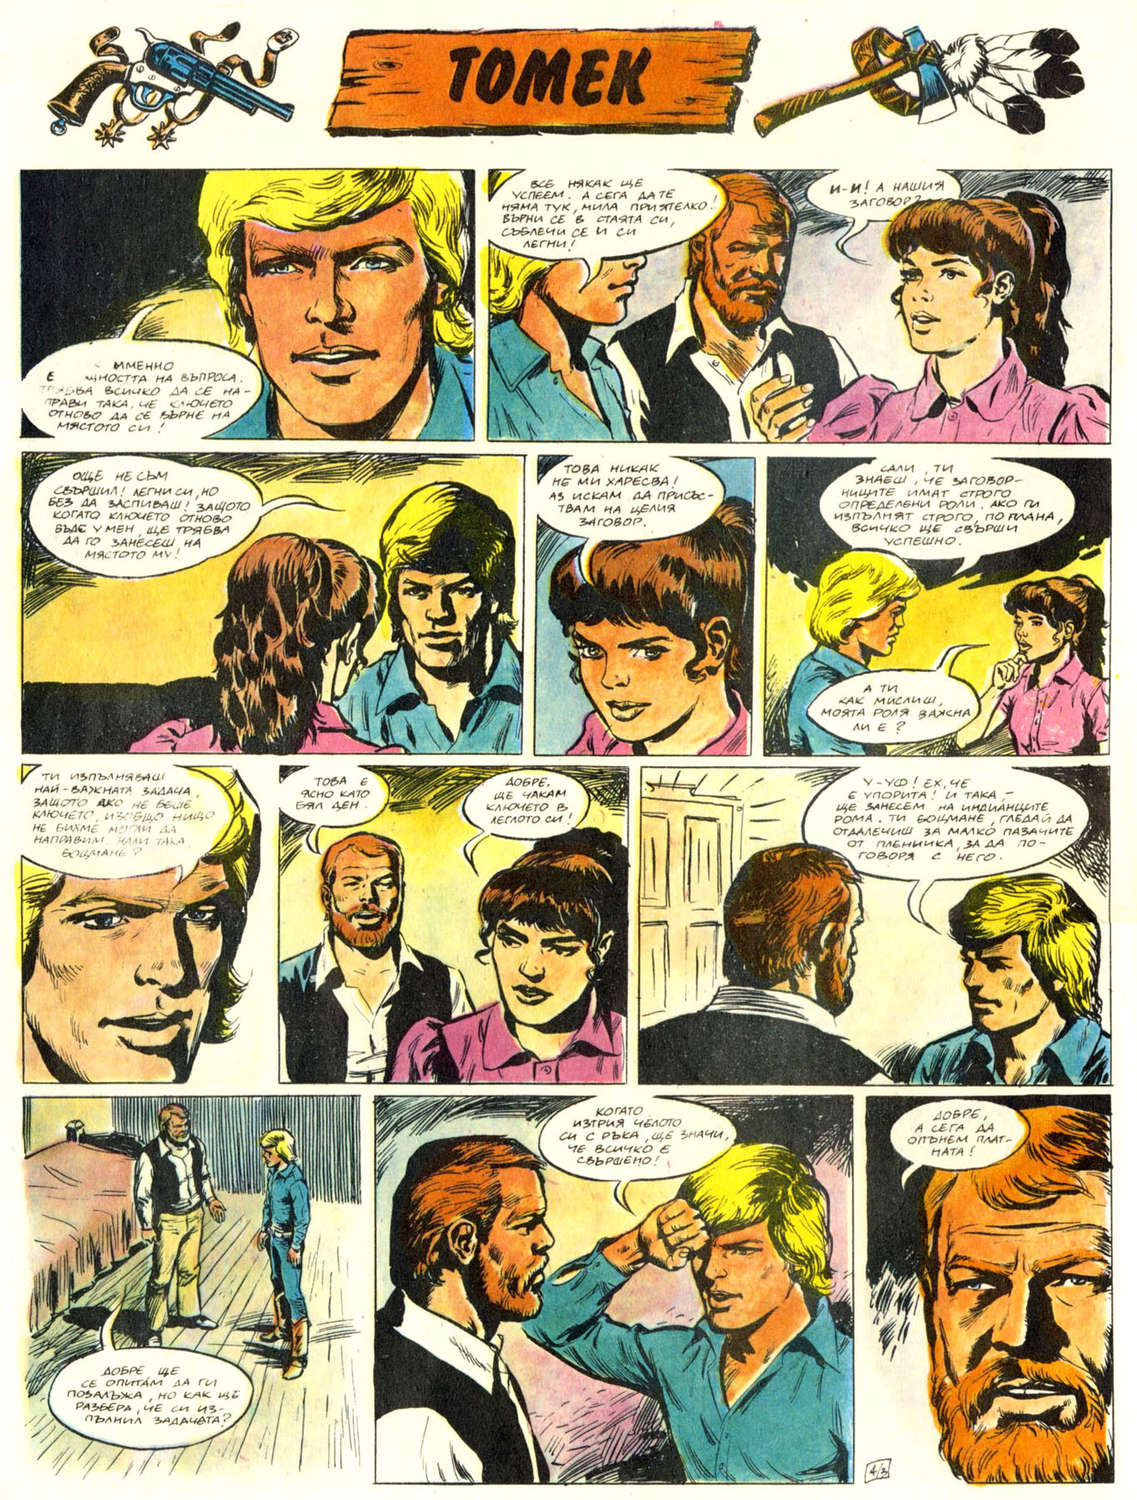 ТОМЕК
ИМЕННО
НА ВЪПРОСА.
ТРЯБВА ВСИЧКО ДА СЕ НА-
ПРАВИ ТАКА, ЧЕ КЛЮЧЕТО
ОТНОВО ДА СЕ ВЪРНЕ НА
МЯСТОТО СИ!
ВСЕ НЯКАК ЩЕ
УСПЕЕМ. А СЕГА ДА ТЕ
НЯМА ТУК, МИЛА ПРИЯТЕЛКО!
ВЪРНИ СЕ В СТАЯТА СИ,
СЪБЛЕЧИ СЕ И СИ
ЛЕГНИ!
И-И! А НАШИЯ
ЗАГОВОР?
ОЩЕ НЕ СЪМ
СВЪРШИЛ! ЛЕГНИ СИ, НО
БЕЗ ДА ЗАСПИВАШ! ЗАЩОТО
КОГАТО КЛЮЧЕТО ОТНОВО
БЪДЕ У МЕН, ЩЕ ТРЯБВА
ДА ГО ЗАНЕСЕШ НА
МЯСТОТО МУ!
ТОВА НИКАК
НЕ МИ ХАРЕСВА!
АЗ ИСКАМ ДА ПРИСЪС-
ТВАМ НА ЦЕЛИЯ
ЗАГОВОР.
САЛИ, ТИ
ЗНАЕШ, ЧЕ ЗАГОВОР-
НИЦИТЕ ИМАТ СТРОГО
ОПРЕДЕЛЕНИ РОЛИ. АКО ГИ
ИЗПЪЛНЯТ СТРОГО, ПО ПЛАНА,
ВСИЧКО ЩЕ СВЪРШИ
УСПЕШНО.
А ТИ
КАК МИСЛИШ,
МОЯТА РОЛЯ ВАЖНА
ЛИ Е?
ТИ ИЗПЪЛНЯВАШ
НАЙ-ВАЖНАТА ЗАДАЧА.
ЗАЩОТО АКО НЕ БЕШЕ
КЛЮЧЕТО, ИЗОБЩО НИЩО
НЕ БИХМЕ МОГЛИ ДА
НАПРАВИМ. НАЛИ ТАКА
БОЦМАНЕ?
ТОВА Е
ЯСНО КАТО
БЯЛ ДЕН.
ДОБРЕ.
ЩЕ ЧАКАМ
КЛЮЧЕТО В
ЛЕГЛОТО СИ!
У-УФ! ЕХ, ЧЕ
Е УПОРИТА! И ТАКА,-
ЩЕ ЗАНЕСЕМ НА ИНДИАНЦИТЕ
РОМА. ТИ БОЦМАНЕ, ГЛЕДАЙ ДА
ОТДАЛЕЧИШ ЗА МАЛКО ПАЗАЧИТЕ
ОТ ПЛЕННИКА, ЗА ДА ПО-
ГОВОРЯ С НЕГО.
ДОБРЕ, ЩЕ
СЕ ОПИТАМ ДА ГИ
ПОЗАЛЪЖА, НО КАК ЩЕ
РАЗБЕРА, ЧЕ СИ ИЗ-
ПЪЛНИЛ ЗАДАЧАТА?
КОГАТО
ИЗТРИЯ ЧЕЛОТО
СИ С РЪКА, ЩЕ ЗНАЧИ,
ЧЕ ВСИЧКО Е
СВЪРШЕНО!
ДОБРЕ,
А СЕГА ДА
ОПЪНЕМ ПЛАТ-
НАТА!
4/3